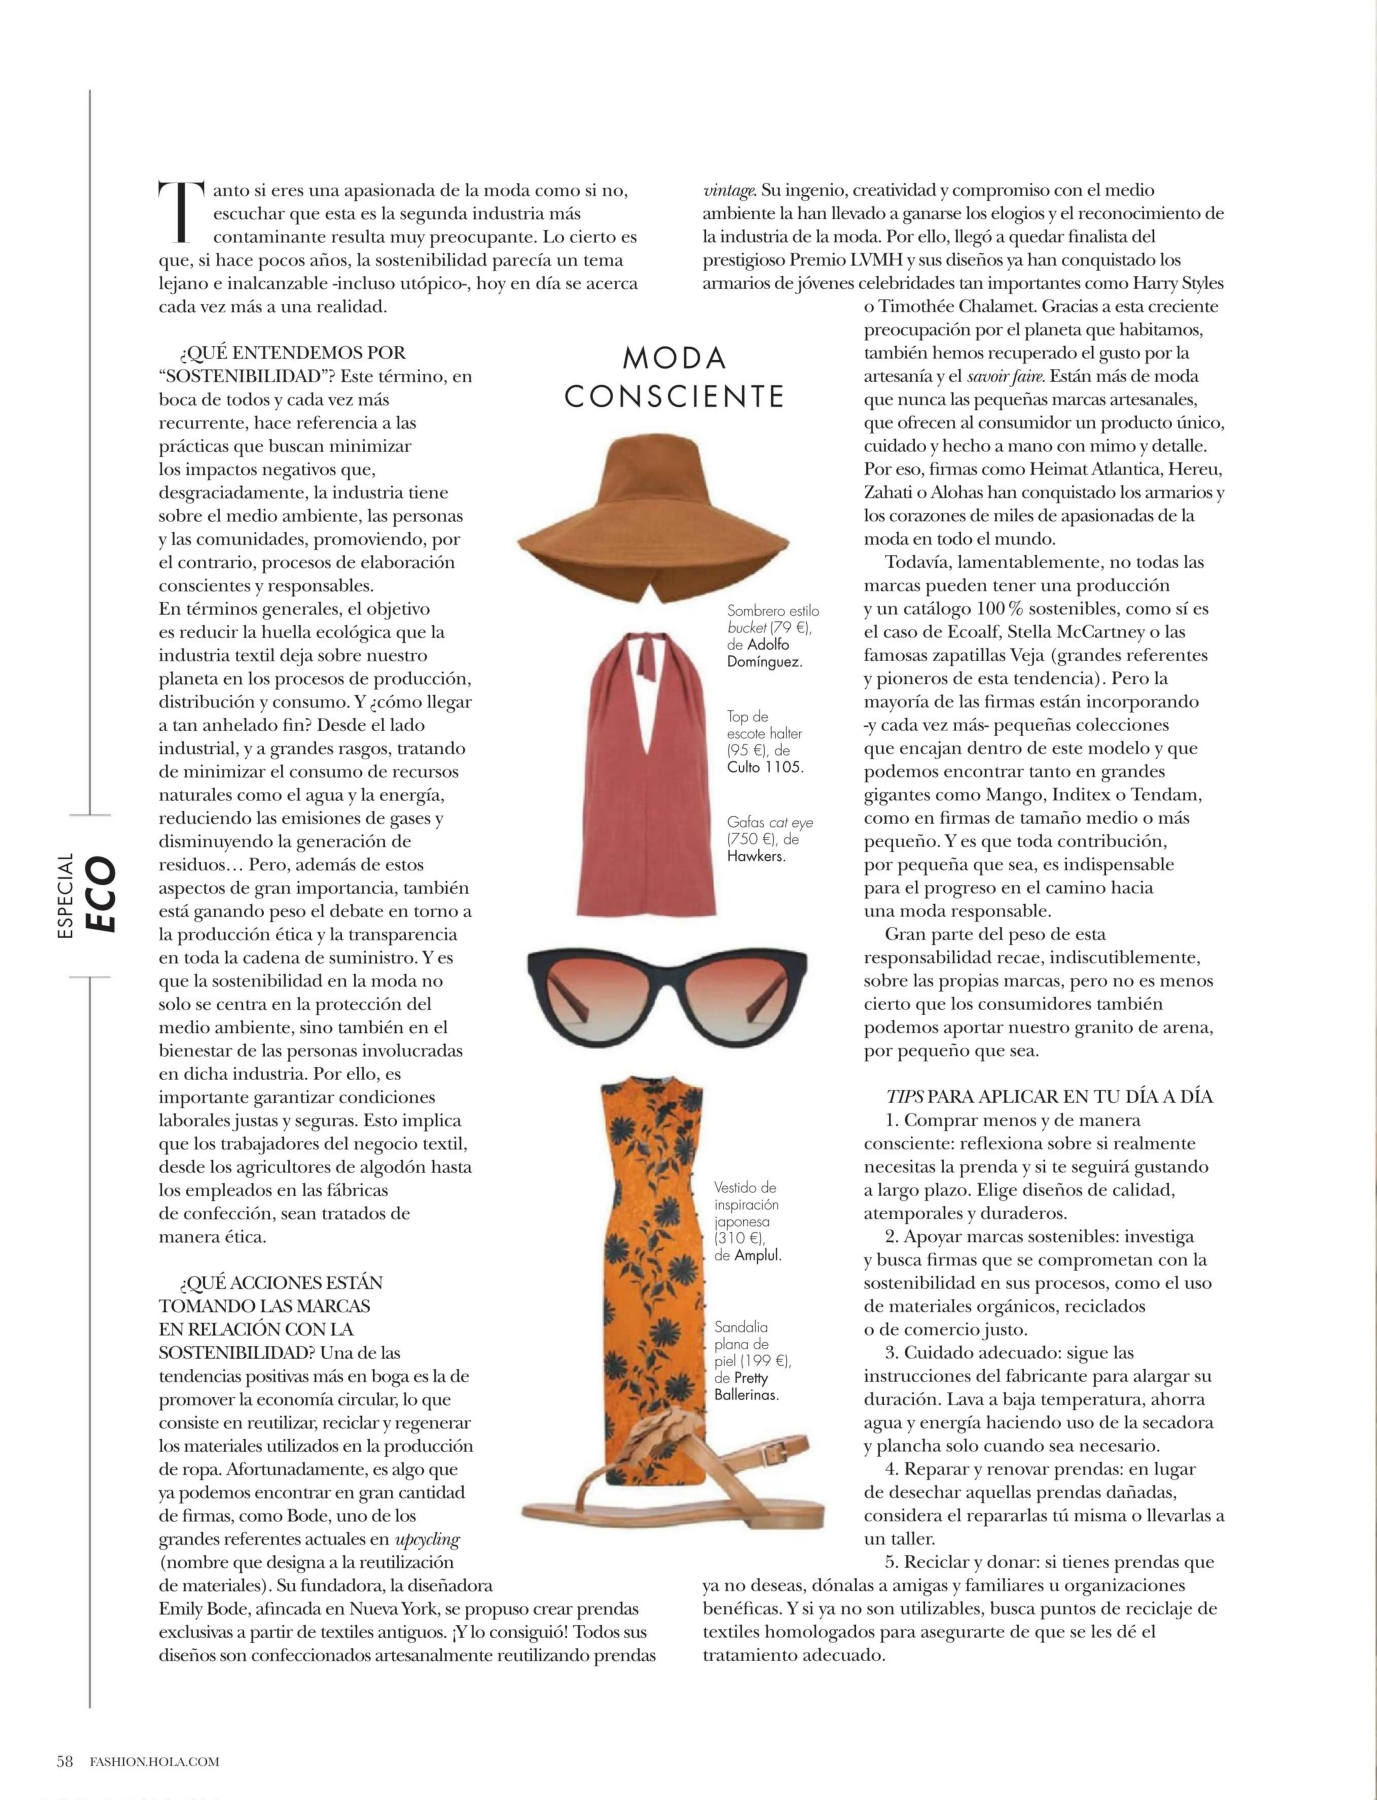 Tanto si eres una apasionada de la moda como si no,
escuchar que esta es la segunda industria más
contaminante resulta muy preocupante. Lo cierto es
que, si hace pocos años, la sostenibilidad parecía un tema
lejano e inalcanzable -incluso utópico-, hoy en día se acerca
cada vez más a una realidad.
¿QUÉ ENTENDEMOS POR
“SOSTENIBILIDAD”? Este término, en
boca de todos y cada vez más
recurrente, hace referencia a las
prácticas que buscan minimizar
los impactos negativos que,
desgraciadamente, la industria tiene
sobre el medio ambiente, las personas
y las comunidades, promoviendo, por
el contrario, procesos de elaboración
conscientes y responsables.
En términos generales, el objetivo
es reducir la huella ecológica que la
industria textil deja sobre nuestro
planeta en los procesos de producción,
distribución y consumo. Y ¿cómo llegar
a tan anhelado fin? Desde el lado
industrial, y a grandes rasgos, tratando
de minimizar el consumo de recursos
naturales como el agua y la energía,
reduciendo las emisiones de gases y
disminuyendo la generación de
residuos… Pero, además de estos
aspectos de gran importancia, también
está ganando peso el debate en torno a
la producción ética y la transparencia
en toda la cadena de suministro. Y es
que la sostenibilidad en la moda no
solo se centra en la protección del
medio ambiente, sino también en el
bienestar de las personas involucradas
en dicha industria. Por ello, es
importante garantizar condiciones
laborales justas y seguras. Esto implica
que los trabajadores del negocio textil,
desde los agricultores de algodón hasta
los empleados en las fábricas
de confección, sean tratados de
manera ética.
¿QUÉ ACCIONES ESTÁN
TOMANDO LAS MARCAS
EN RELACIÓN CON LA
SOSTENIBILIDAD? Una de las
tendencias positivas más en boga es la de
promover la economía circular, lo que
consiste en reutilizar, reciclar y regenerar
los materiales utilizados en la producción
de ropa. Afortunadamente, es algo que
ya podemos encontrar en gran cantidad
de firmas, como Bode, uno de los
grandes referentes actuales en upcycling
(nombre que designa a la reutilización
de materiales). Su fundadora, la diseñadora
Emily Bode, afincada en Nueva York, se propuso crear prendas
exclusivas a partir de textiles antiguos. ¡Y lo consiguió! Todos sus
diseños son confeccionados artesanalmente reutilizando prendas
vintage. Su ingenio, creatividad y compromiso con el medio
ambiente la han llevado a ganarse los elogios y el reconocimiento de
la industria de la moda. Por ello, llegó a quedar finalista del
prestigioso Premio LVMH y sus diseños ya han conquistado los
armarios de jóvenes celebridades tan importantes como Harry Styles
o Timothée Chalamet. Gracias a esta creciente
preocupación por el planeta que habitamos,
también hemos recuperado el gusto por la
artesanía y el savoir faire. Están más de moda
que nunca las pequeñas marcas artesanales,
que ofrecen al consumidor un producto único,
cuidado y hecho a mano con mimo y detalle.
Por eso, firmas como Heimat Atlantica, Hereu,
Zahati o Alohas han conquistado los armarios y
los corazones de miles de apasionadas de la
moda en todo el mundo.
Todavía, lamentablemente, no todas las
marcas pueden tener una producción
y un catálogo 100 % sostenibles, como sí es
el caso de Ecoalf, Stella McCartney o las
famosas zapatillas Veja (grandes referentes
y pioneros de esta tendencia). Pero la
mayoría de las firmas están incorporando
-y cada vez más- pequeñas colecciones
que encajan dentro de este modelo y que
podemos encontrar tanto en grandes
gigantes como Mango, Inditex o Tendam,
como en firmas de tamaño medio o más
pequeño. Y es que toda contribución,
por pequeña que sea, es indispensable
para el progreso en el camino hacia
una moda responsable.
Gran parte del peso de esta
responsabilidad recae, indiscutiblemente,
sobre las propias marcas, pero no es menos
cierto que los consumidores también
podemos aportar nuestro granito de arena,
por pequeño que sea.
TIPS PARA APLICAR EN TU DÍA A DÍA
1. Comprar menos y de manera
consciente: reflexiona sobre si realmente
necesitas la prenda y si te seguirá gustando
a largo plazo. Elige diseños de calidad,
atemporales y duraderos.
2. Apoyar marcas sostenibles: investiga
y busca firmas que se comprometan con la
sostenibilidad en sus procesos, como el uso
de materiales orgánicos, reciclados
o de comercio justo.
3. Cuidado adecuado: sigue las
instrucciones del fabricante para alargar su
duración. Lava a baja temperatura, ahorra
agua y energía haciendo uso de la secadora
y plancha solo cuando sea necesario.
4. Reparar y renovar prendas: en lugar
de desechar aquellas prendas dañadas,
considera el repararlas tú misma o llevarlas a
un taller.
5. Reciclar y donar: si tienes prendas que
ya no deseas, dónalas a amigas y familiares u organizaciones
benéficas. Y si ya no son utilizables, busca puntos de reciclaje de
textiles homologados para asegurarte de que se les dé el
tratamiento adecuado.
MODA
CONSCIENTE
Sombrero estilo
bucket (79 €),
de Adolfo
Domínguez.
Top de
escote halter
(95 €), de
Culto 1105.
Gafas cat eye
(750 €), de
Hawkers.
Vestido de
inspiración
japonesa
(310 €),
de Amplul.
Sandalia
plana de
piel (199 €),
de Pretty
Ballerinas.
ESPECIAL
ECO
58 FASHION.HOLA.COM